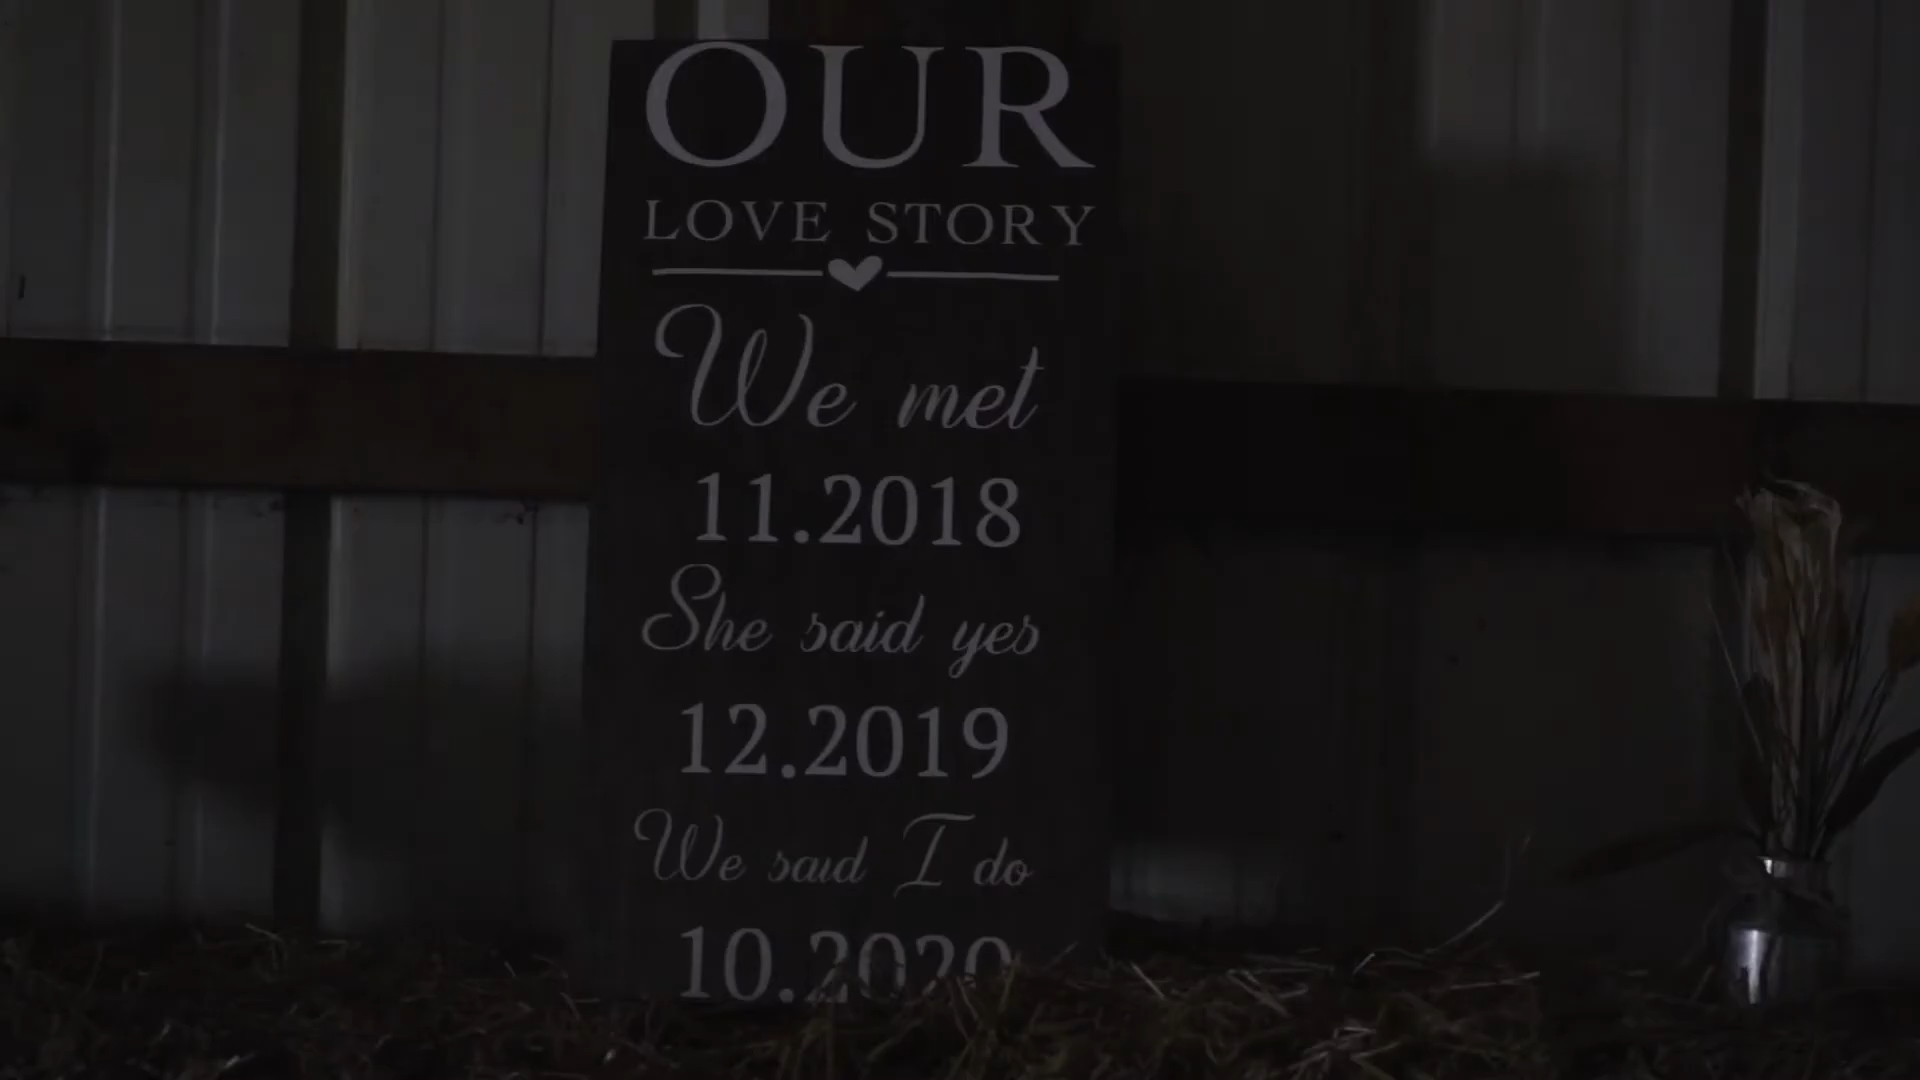 OUR
LOVE STORY
We met
11.2018
She said yes
12.2019
We said I do
10.2020